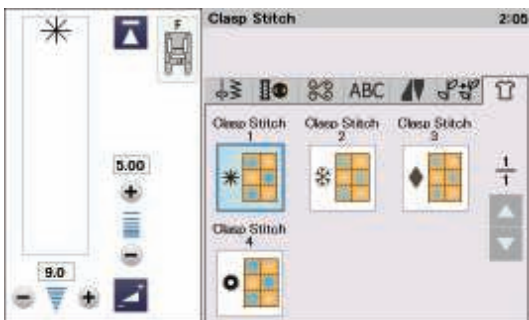 F
Clasp Stitch 2:05
ABC
Clasp Stitch
1
Clasp Stitch
2
Clasp Stitch
3
5.00
1
1
Clasp Stitch
4
9.0